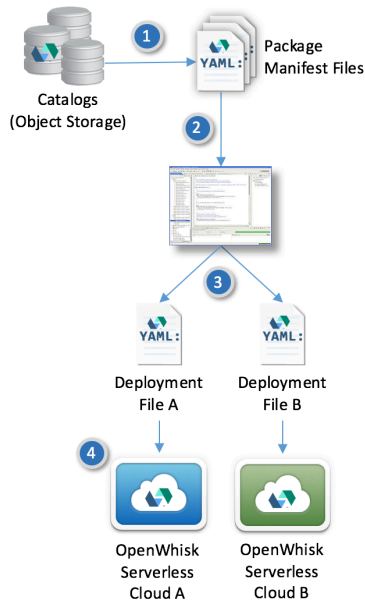 1
YAML:
Package
Manifest Files
Catalogs
(Object Storage)
2
3
YAML:
YAML:
Deployment
File A
Deployment
File B
4
OpenWhisk
Serverless
Cloud A
OpenWhisk
Serverless
Cloud B